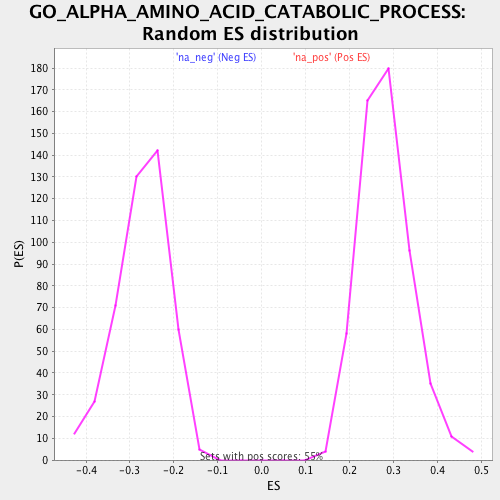 GO_ALPHA_AMINO_ACID_CATABOLIC_PROCESS:
Random ES distribution
'na_neg' (Neg ES) 'na_pos' (Pos ES)
180
170
160
150
140
130
120
110
100
90
80
70
60
50
40
30
20
10
0
P(ES)
Sets with pos scores: 55%
-0.4 -0.3 -0.2 -0.1 0.0 0.1 0.2 0.3 0.4 0.5
ES